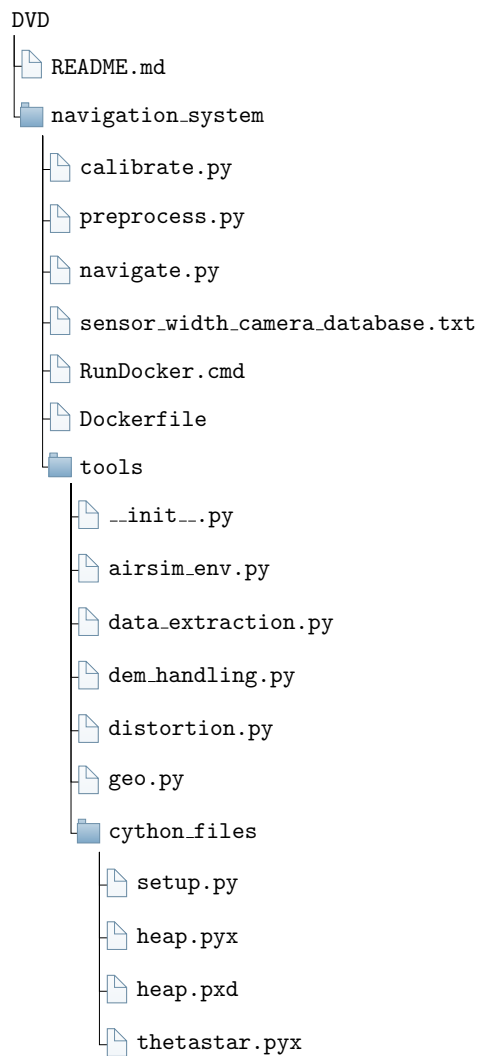 DVD
README.md
navigation_system
calibrate.py
preprocess.py
navigate.py
sensor_width_camera_database.txt
RunDocker.cmd
Dockerfile
tools
__init__.py
airsim_env.py
data_extraction.py
dem_handling.py
distortion.py
geo.py
cython_files
setup.py
heap.pyx
heap.pxd
thetastar.pyx